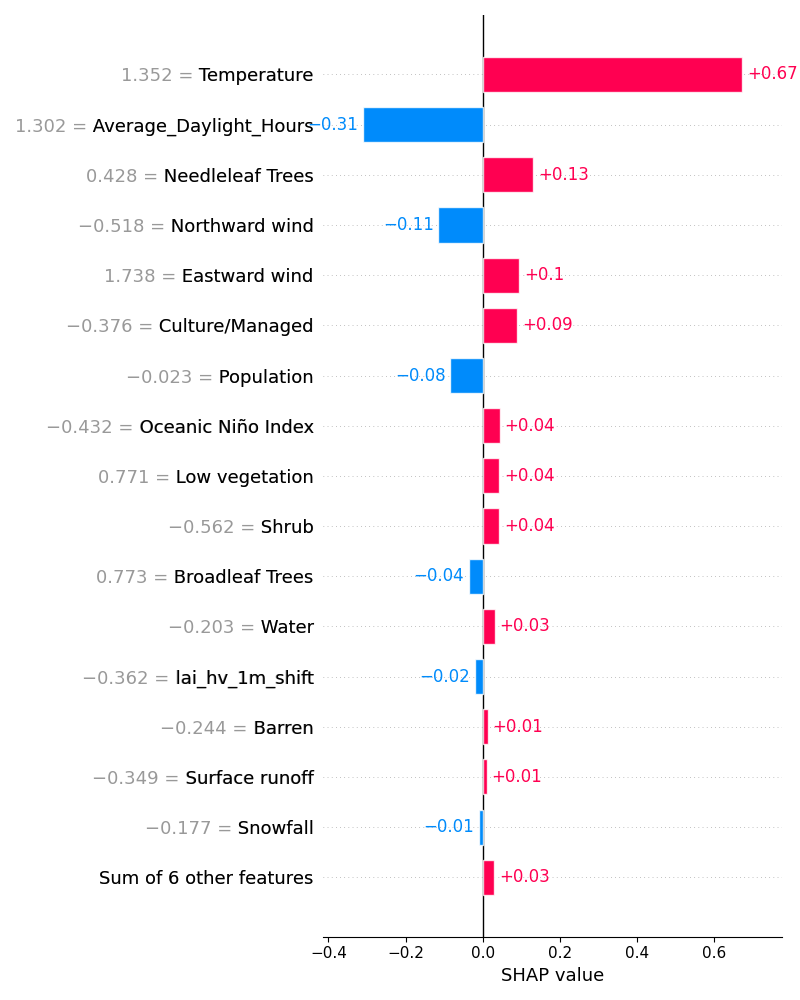 1.352 = Temperature +0.67
1.302 = Average_Daylight_Hours −0.31
0.428 = Needleleaf Trees +0.13
−0.518 = Northward wind −0.11
1.738 = Eastward wind +0.1
−0.376 = Culture/Managed +0.09
−0.023 = Population −0.08
−0.432 = Oceanic Niño Index +0.04
0.771 = Low vegetation +0.04
−0.562 = Shrub +0.04
0.773 = Broadleaf Trees −0.04
−0.203 = Water +0.03
−0.362 = lai_hv_1m_shift −0.02
−0.244 = Barren +0.01
−0.349 = Surface runoff +0.01
−0.177 = Snowfall −0.01
Sum of 6 other features +0.03
−0.4 −0.2 0.0 0.2 0.4 0.6
SHAP value